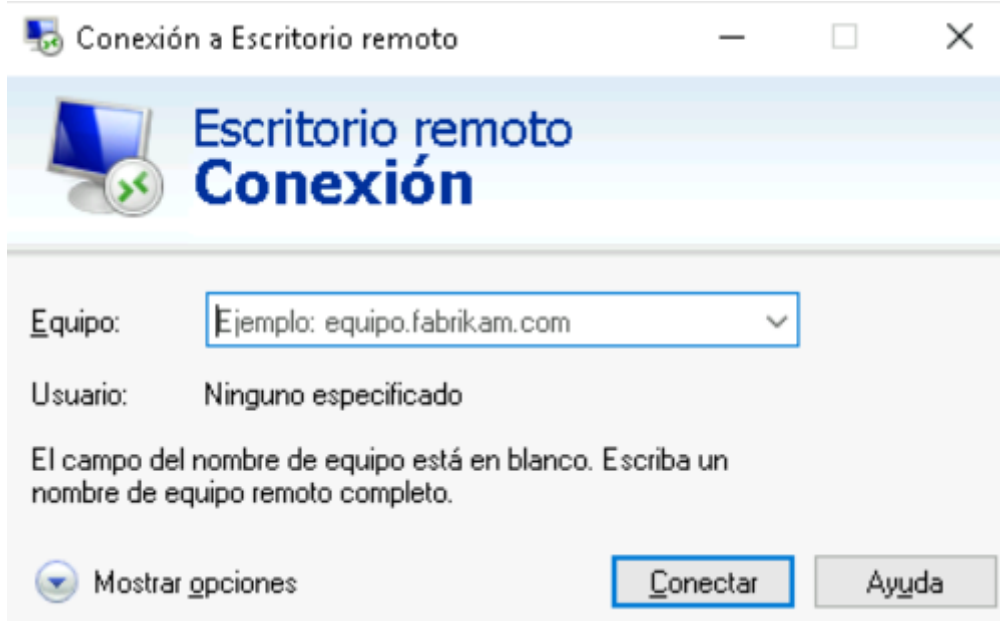 Conexión a Escritorio remoto
Escritorio remoto
Conexión
Equipo: Ejemplo: equipo.fabrikam.com
Usuario: Ninguno especificado
El campo del nombre de equipo está en blanco. Escriba un
nombre de equipo remoto completo.
Mostrar opciones Conectar Ayuda